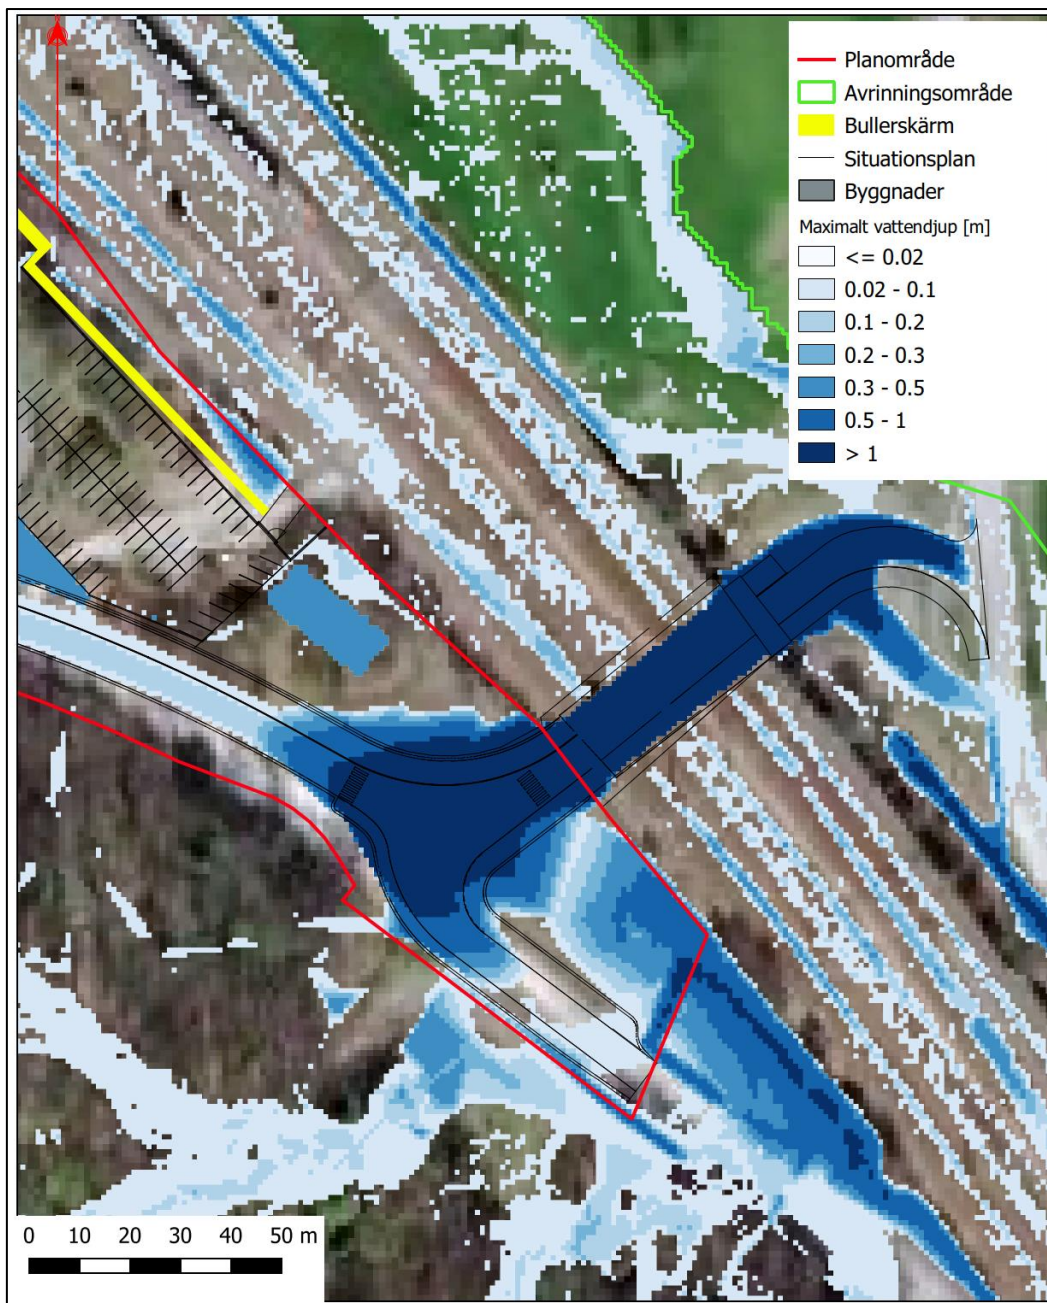 Planområde
Avrinningsområde
Bullerskärm
Situationsplan
Byggnader
Maximalt vattendjup [m]
<= 0.02
0.02 - 0.1
0.1 - 0.2
0.2 - 0.3
0.3 - 0.5
0.5 - 1
> 1
0 10 20 30 40 50 m